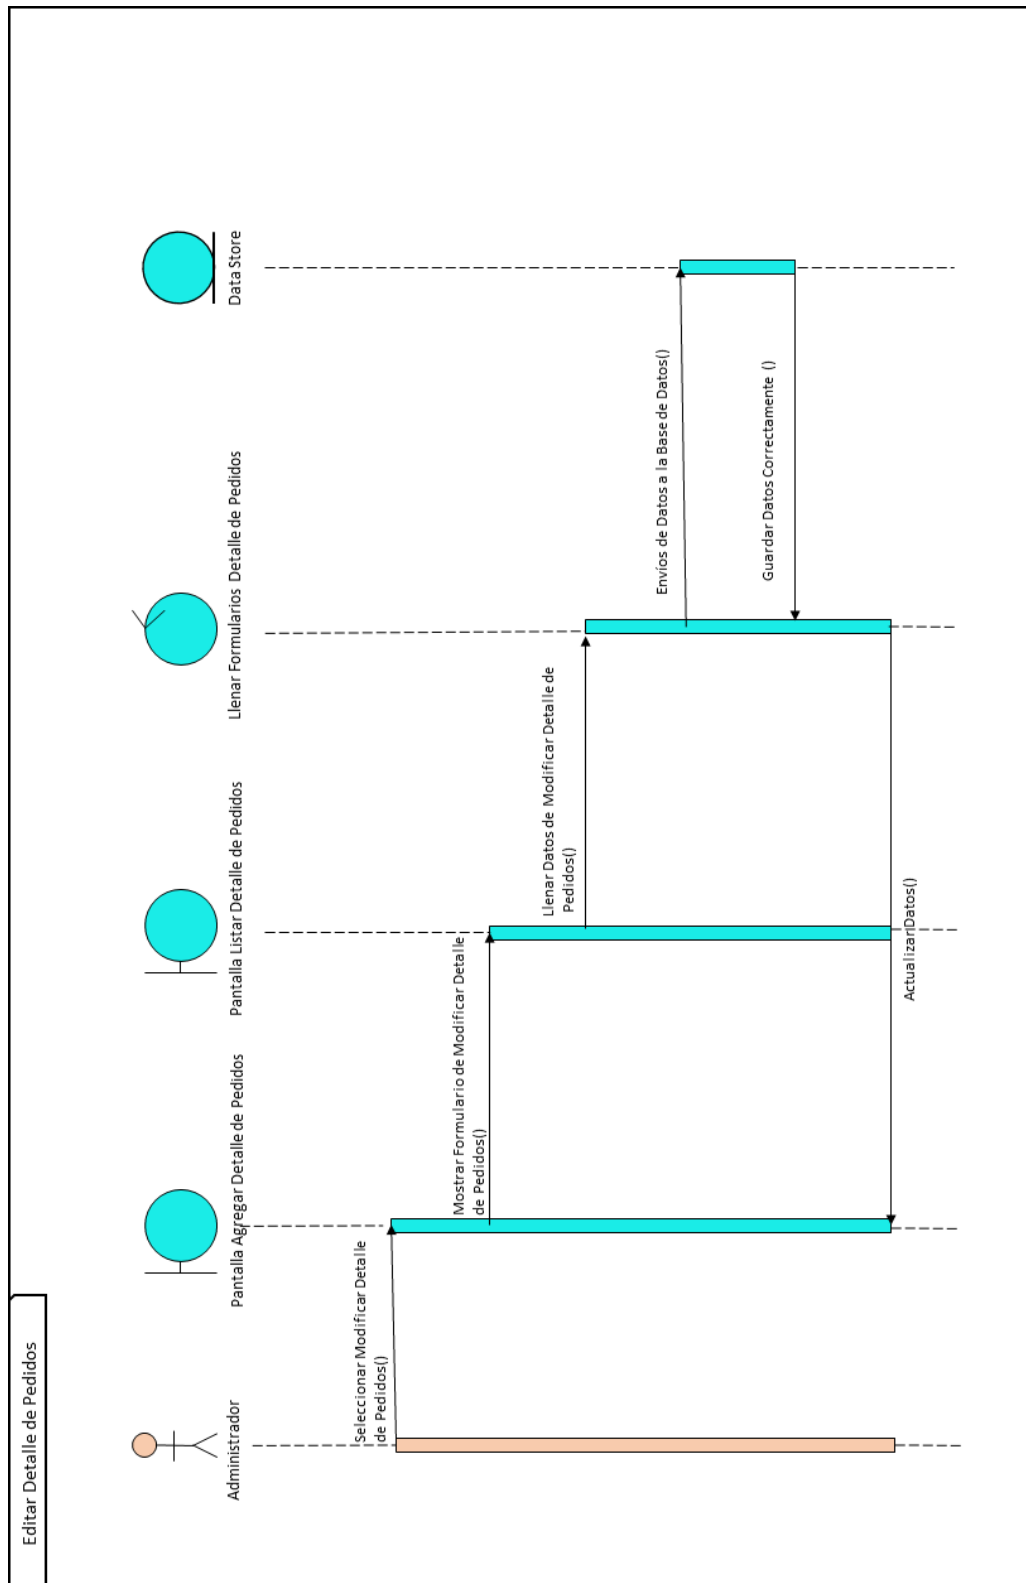 Editar Detalle de Pedidos
Administrador
Pantalla Agregar Detalle de Pedidos
Pantalla Listar Detalle de Pedidos
Llenar Formularios Detalle de Pedidos
Data Store
Seleccionar Modificar Detalle
de Pedidos()
Mostrar Formulario de Modificar Detalle
de Pedidos()
Llenar Datos de Modificar Detalle de
Pedidos()
Envíos de Datos a la Base de Datos()
Guardar Datos Correctamente ()
Actualizar Datos()